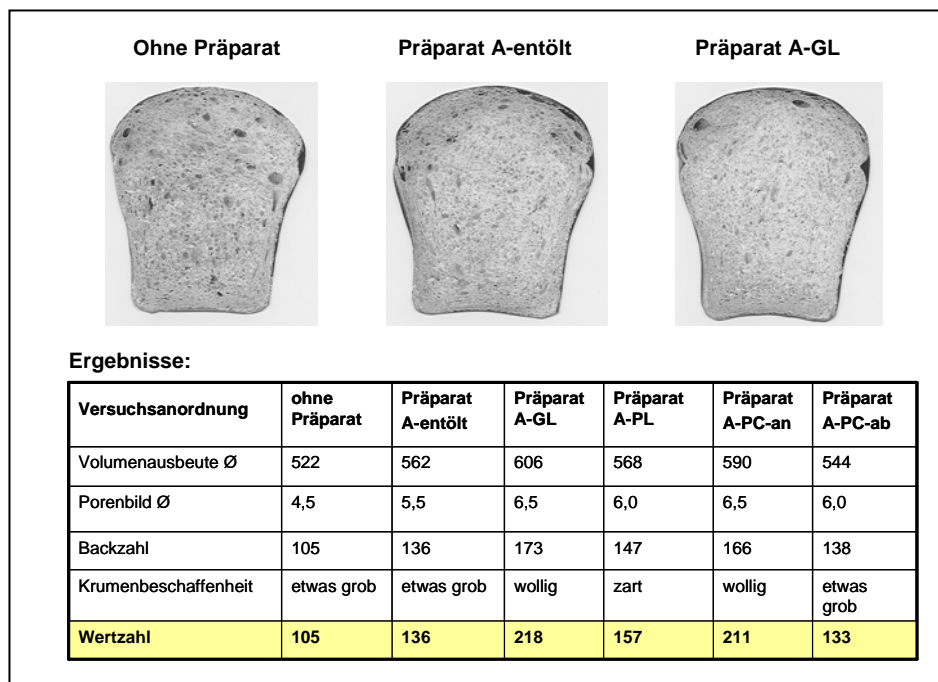 Ohne Präparat Präparat A-entölt Präparat A-GL
Ergebnisse:
Versuchsanordnung ohne Präparat Präparat A-entölt Präparat A-GL Präparat A-PL Präparat A-PC-an Präparat A-PC-ab
Volumenausbeute Ø 522 562 606 568 590 544
Porenbild Ø 4,5 5,5 6,5 6,0 6,5 6,0
Backzahl 105 136 173 147 166 138
Krumenbeschaffenheit etwas grob etwas grob wollig zart wollig etwas grob
Wertzahl 105 136 218 157 211 133